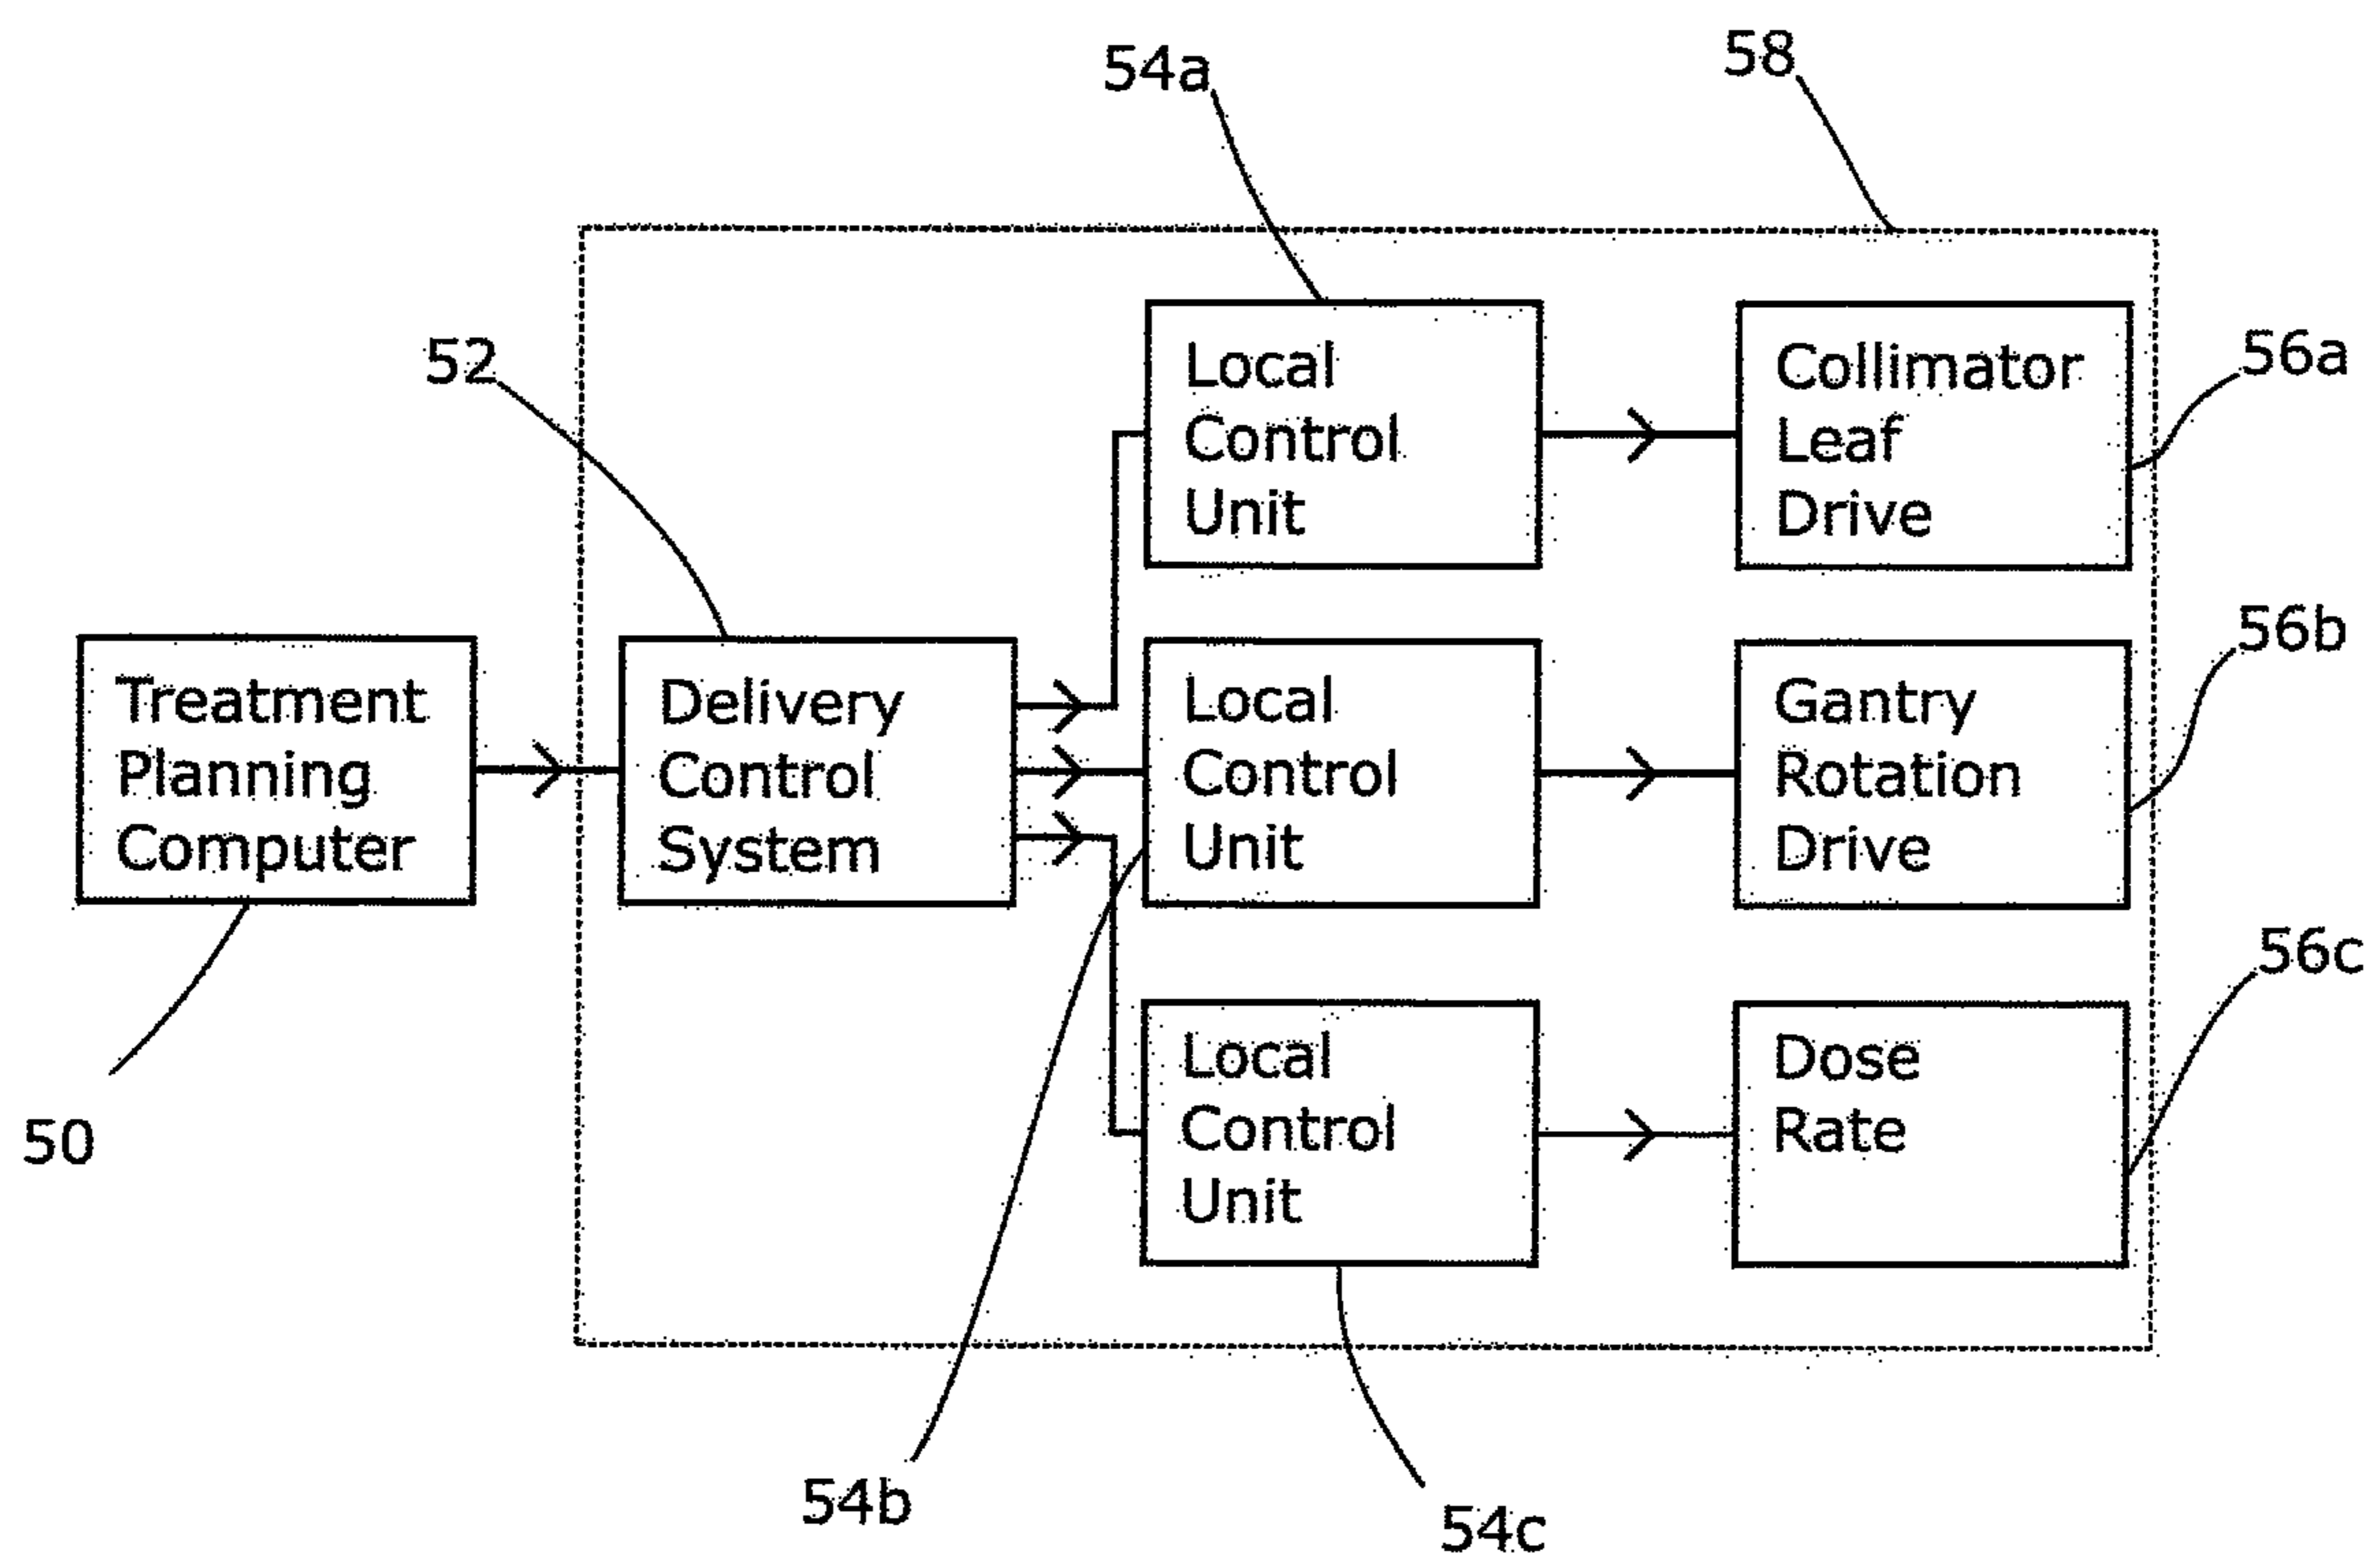 54a
58
52
Local
Control
Unit
Collimator
Leaf
Drive
56a
Treatment
Planning
Computer
Delivery
Control
System
Local
Control
Unit
Gantry
Rotation
Drive
56b
50
Local
Control
Unit
Dose
Rate
56c
54b
54c